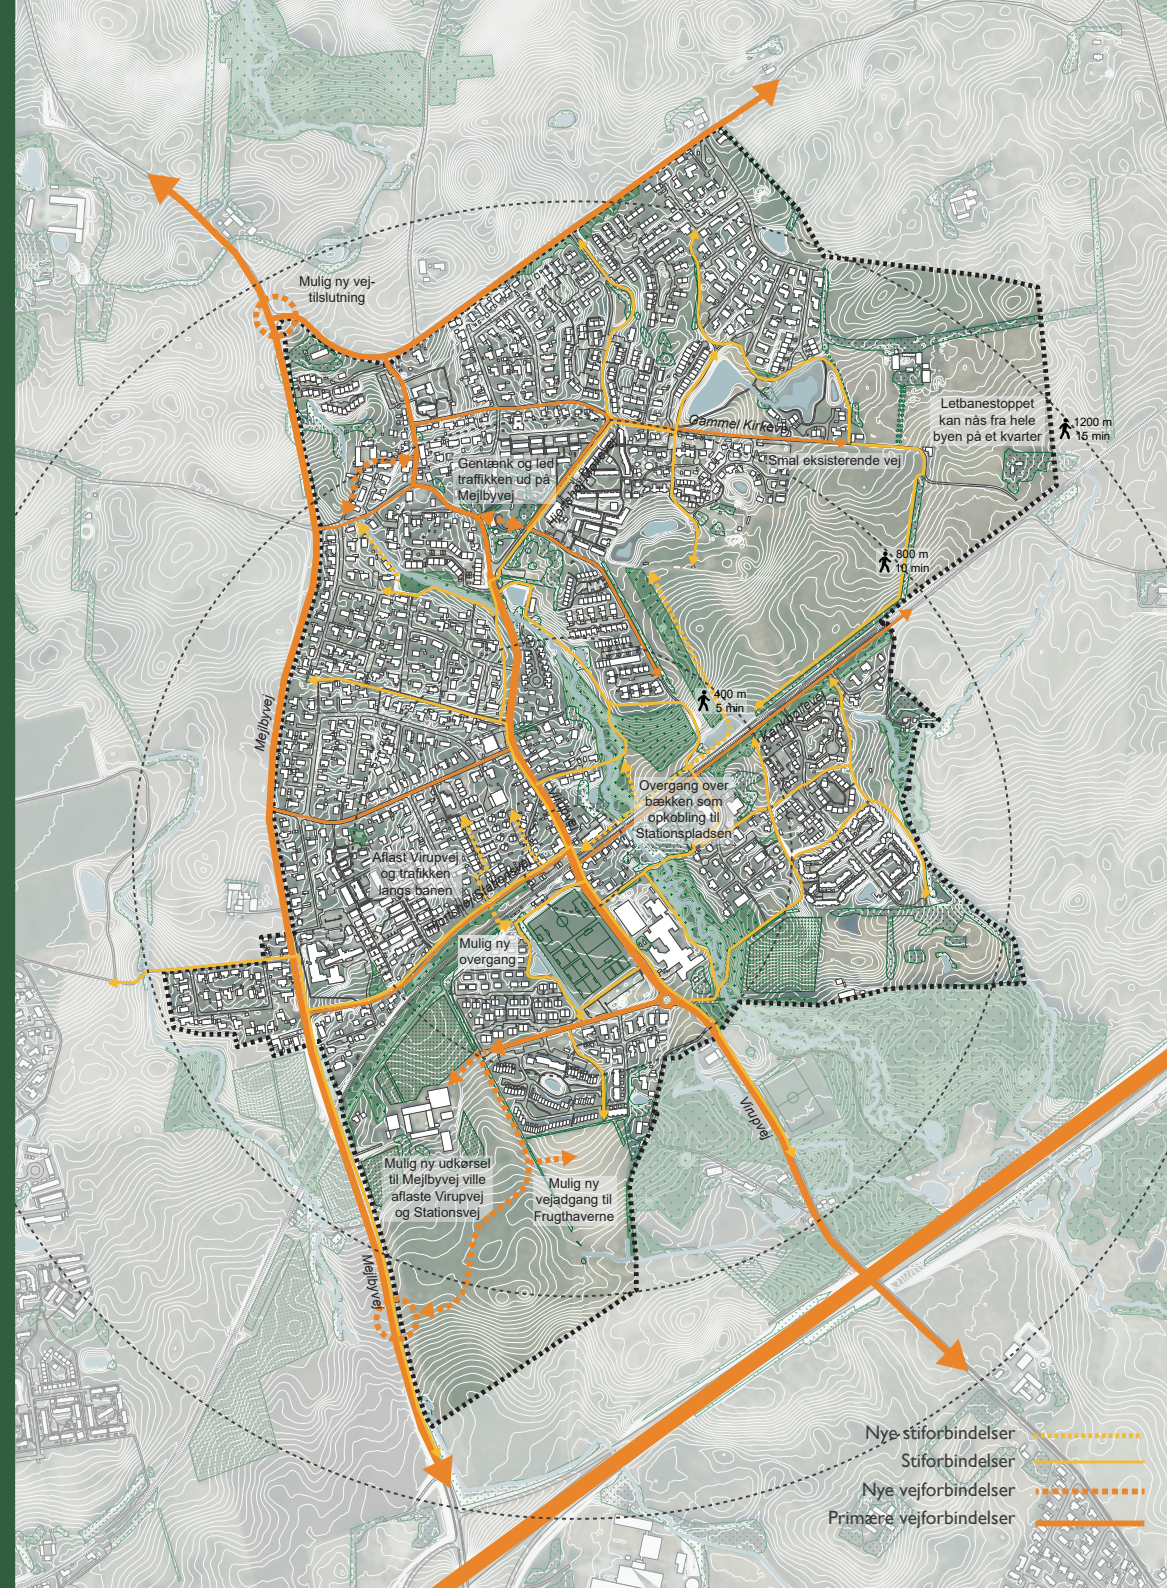 Mulig ny vej-
tilslutning
Letbanestoppet
kan nås fra hele
byen på et kvarter
1200 m
15 min
Gammel Kirkevej
Smal eksisterende vej
Gentænk og led
traffikken ud på
Mejlbyvej
800 m
10 min
400 m
5 min
Mejlbyvej
Virupvej
Overgang over
bækken som
opkobling til
Stationspladsen
Aflast Virupvej
og trafikken
langs banen
Mulig ny
overgang
Virupvej
Mulig ny udkørsel
til Mejlbyvej ville
aflaste Virupvej
og Stationsvej
Mulig ny
vejadgang til
Frugthaverne
Mejlbyvej
Nye stiforbindelser
Stiforbindelser
Nye vejforbindelser
Primære vejforbindelser